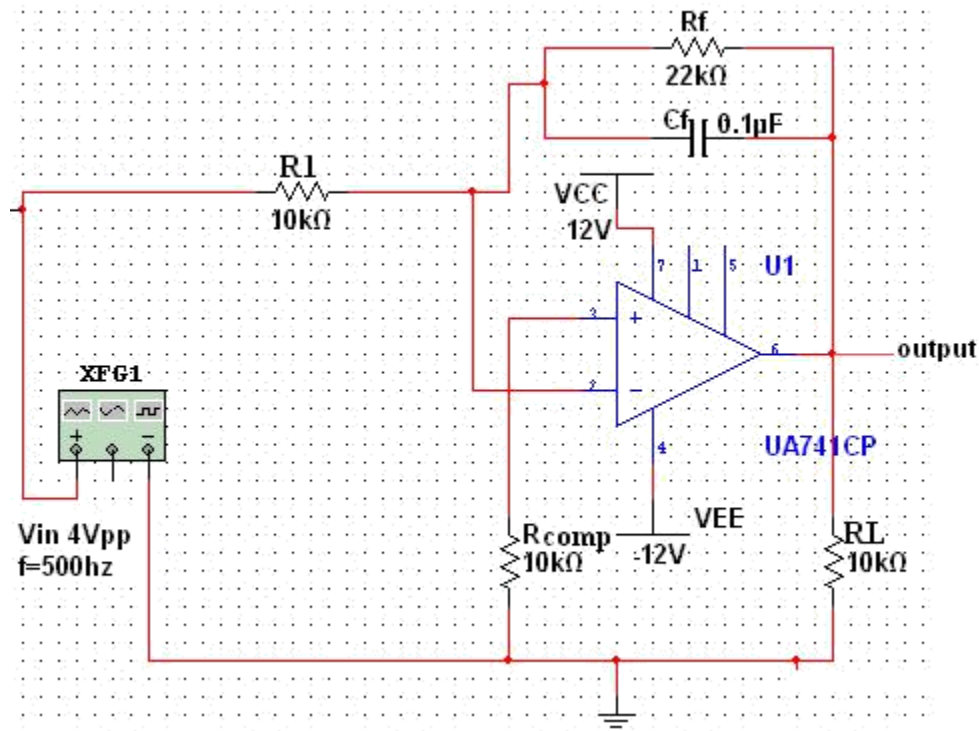 Rf
22kΩ
Cf 0.1µF
R1
10kΩ
VCC
12V
7 1 5 U1
3 +
6 output
2 −
XFG1
+ −
4 UA741CP
Vin 4Vpp
f=500hz
VEE
-12V
Rcomp
10kΩ
RL
10kΩ